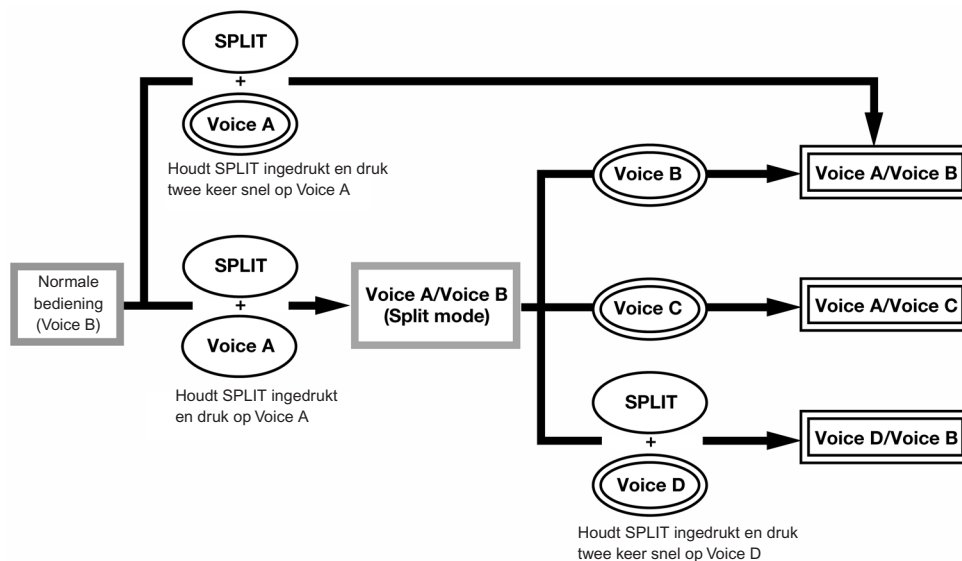 SPLIT
+
Voice A
Houdt SPLIT ingedrukt en druk
twee keer snel op Voice A
Normale
bediening
(Voice B)
SPLIT
+
Voice A
Houdt SPLIT ingedrukt
en druk op Voice A
Voice A/Voice B
(Split mode)
Voice B
Voice A/Voice B
Voice C
Voice A/Voice C
SPLIT
+
Voice D
Houdt SPLIT ingedrukt en druk
twee keer snel op Voice D
Voice D/Voice B